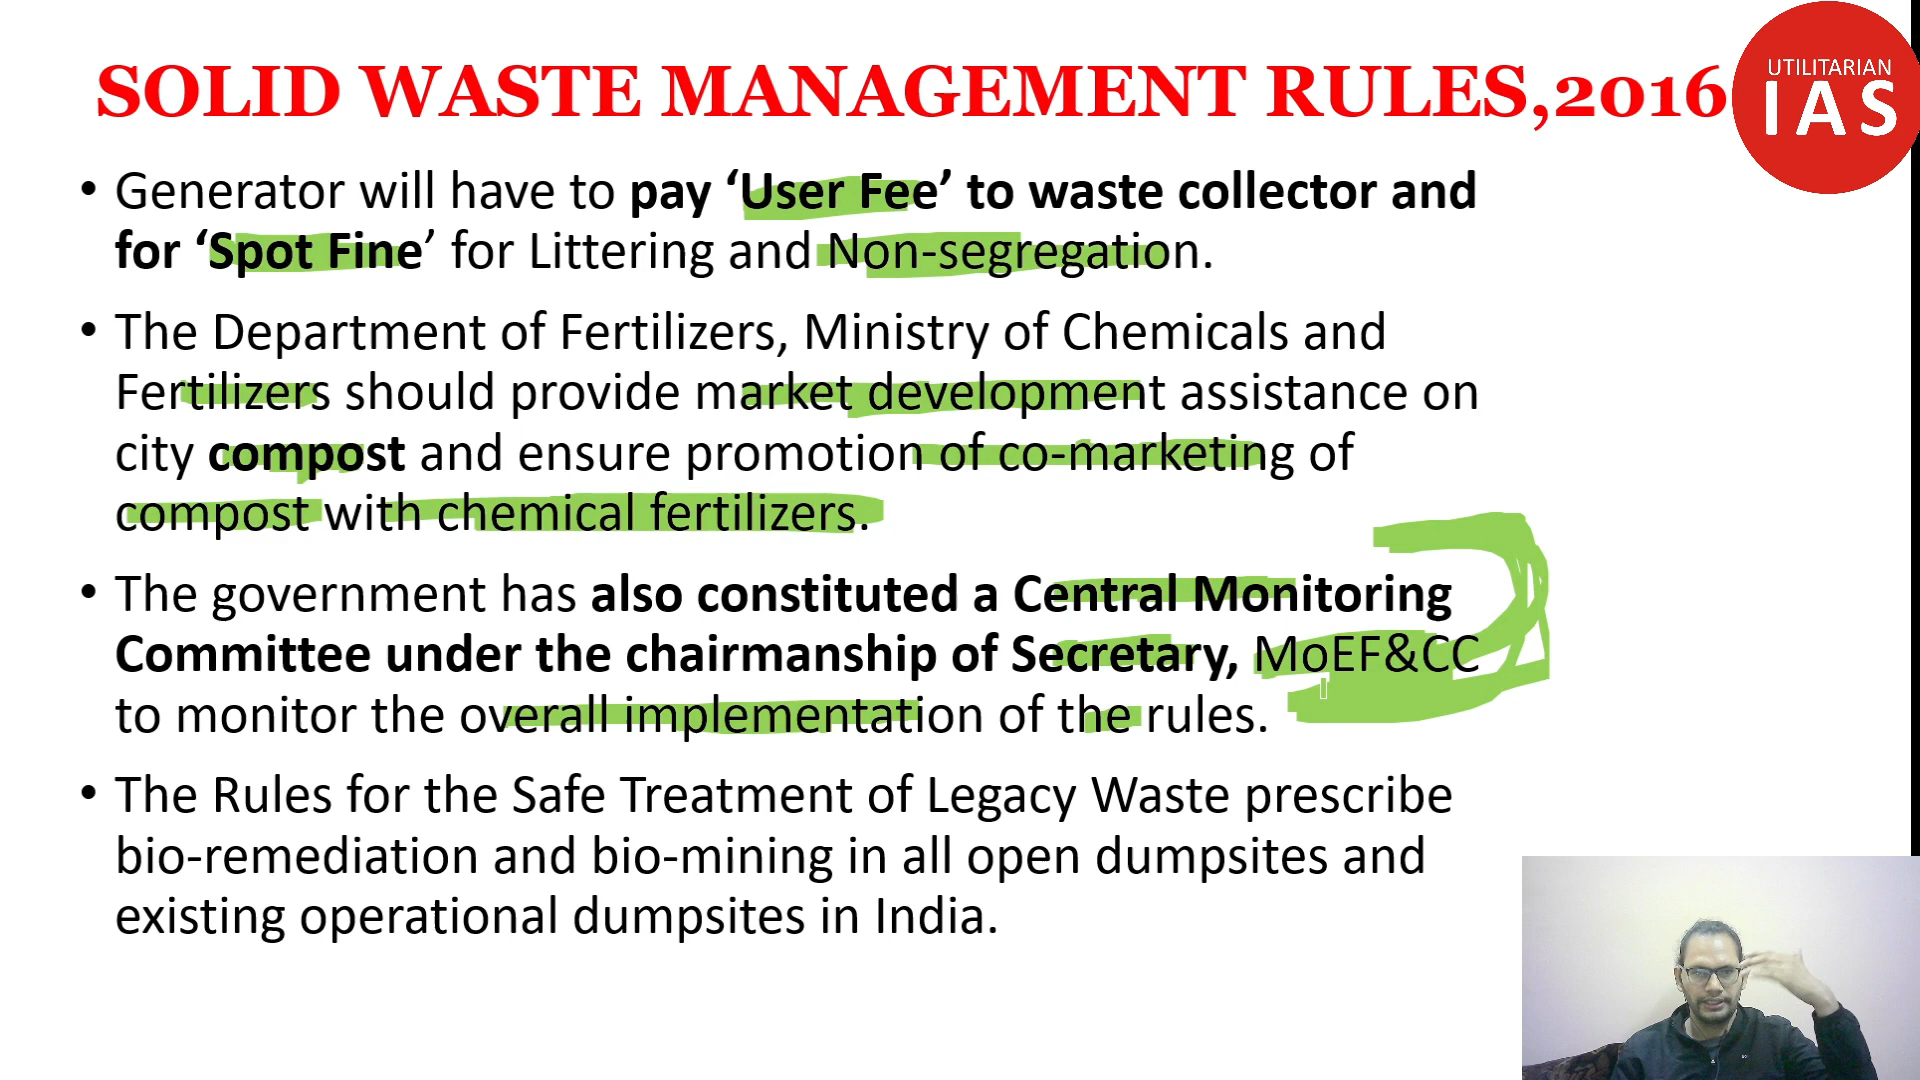 SOLID WASTE MANAGEMENT RULES,2016
UTILITARIAN
IAS
• Generator will have to pay ‘User Fee’ to waste collector and
for ‘Spot Fine’ for Littering and Non-segregation.
• The Department of Fertilizers, Ministry of Chemicals and
Fertilizers should provide market development assistance on
city compost and ensure promotion of co-marketing of
compost with chemical fertilizers.
• The government has also constituted a Central Monitoring
Committee under the chairmanship of Secretary, MoEF&CC
to monitor the overall implementation of the rules.
• The Rules for the Safe Treatment of Legacy Waste prescribe
bio-remediation and bio-mining in all open dumpsites and
existing operational dumpsites in India.